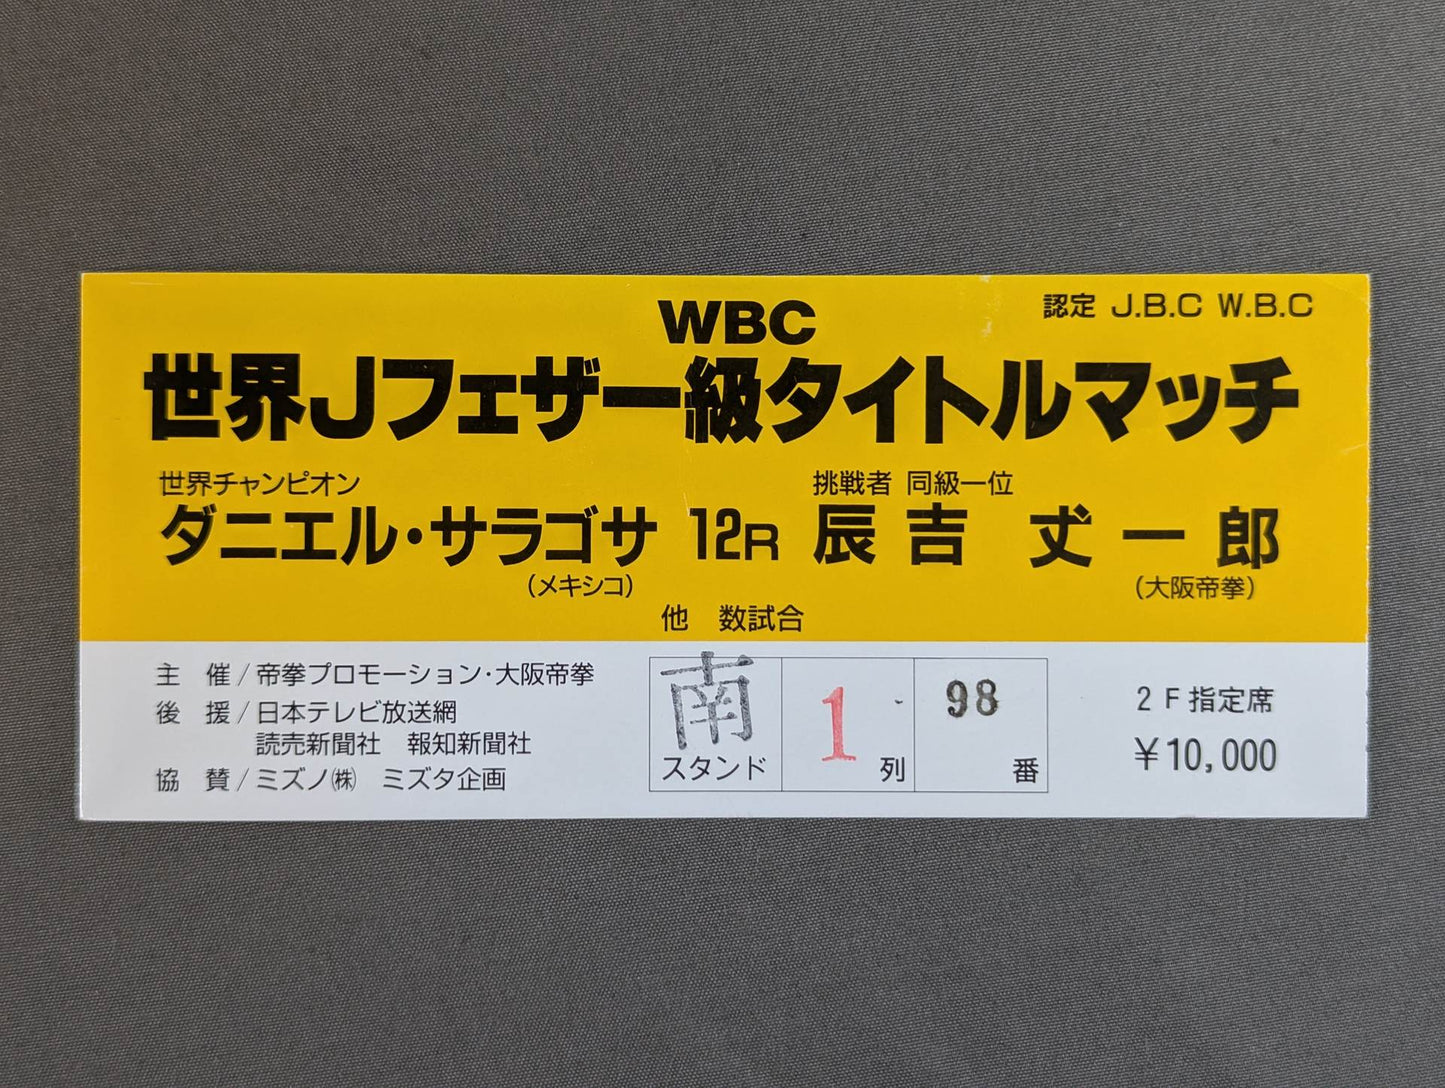 認定 J.B.C W.B.C
WBC
世界Jフェザー級タイトルマッチ
世界チャンピオン
ダニエル・サラゴサ
(メキシコ)
12R
挑戦者 同級一位
辰吉 丈一郎
(大阪帝拳)
他 数試合
主 催/帝拳プロモーション・大阪帝拳
後 援/日本テレビ放送網
読売新聞社 報知新聞社
協 賛/ミズノ㈱ ミズタ企画
南
スタンド
1
列
98
番
2F指定席
¥10,000